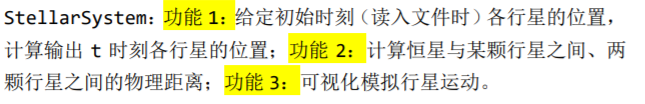 StellarSystem：功能 1：给定初始时刻（读入文件时）各行星的位置，
计算输出 t 时刻各行星的位置；功能 2：计算恒星与某颗行星之间、两
颗行星之间的物理距离；功能 3：可视化模拟行星运动。